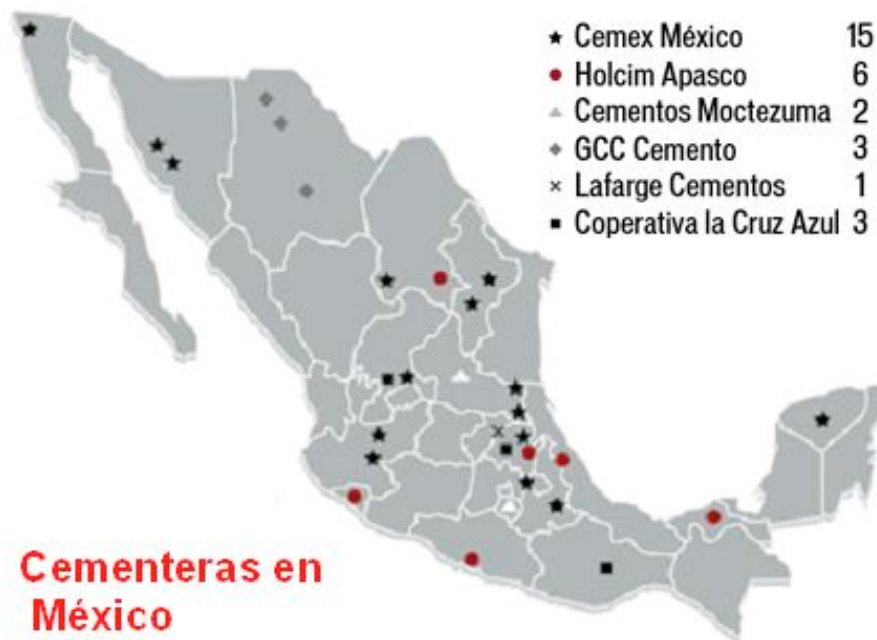 Cemex México 15
Holcim Apasco 6
Cementos Moctezuma 2
GCC Cemento 3
Lafarge Cementos 1
Coperativa la Cruz Azul 3
Cementeras en
México